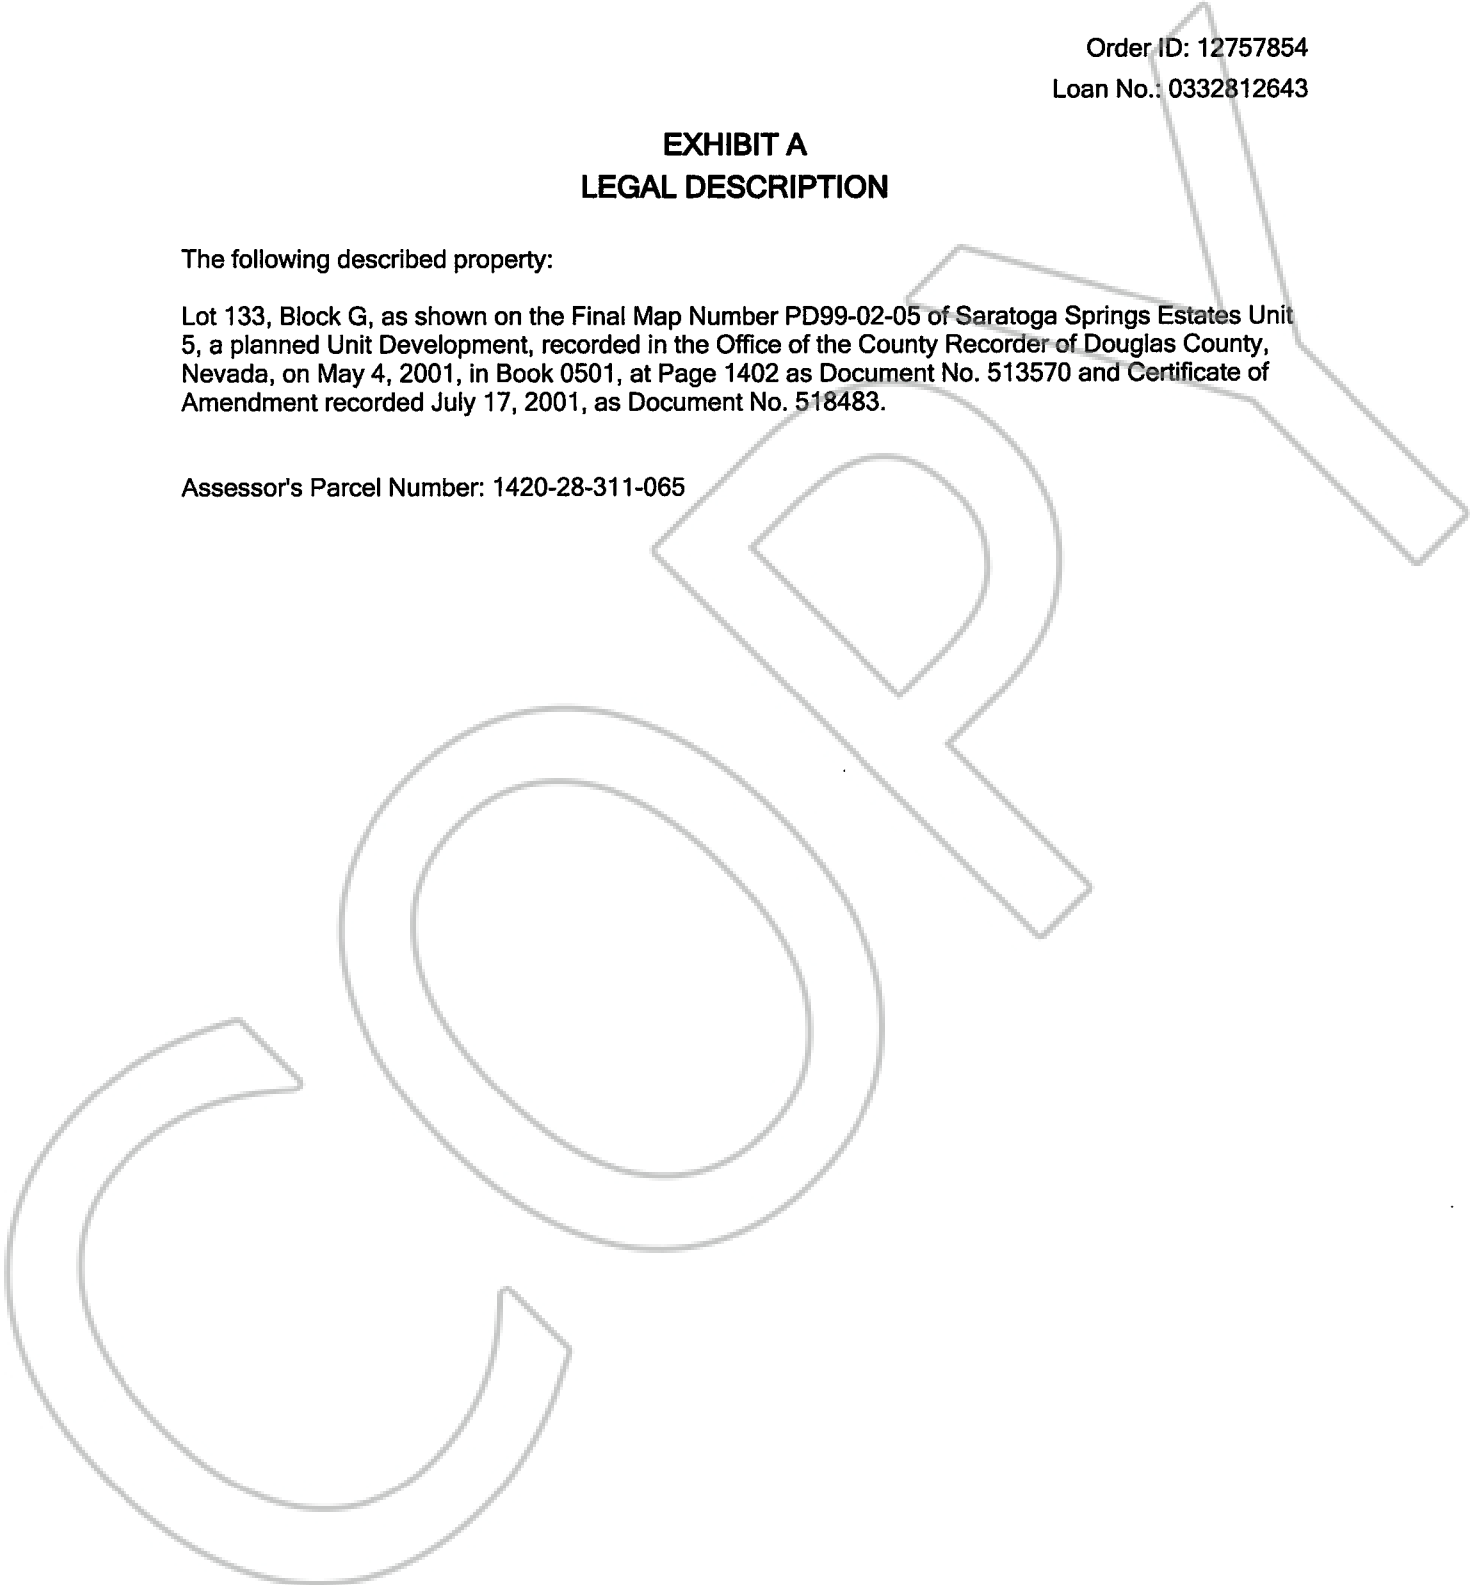 Order ID: 12757854
Loan No.: 0332812643
EXHIBIT A
LEGAL DESCRIPTION
The following described property:
Lot 133, Block G, as shown on the Final Map Number PD99-02-05 of Saratoga Springs Estates Unit
5, a planned Unit Development, recorded in the Office of the County Recorder of Douglas County,
Nevada, on May 4, 2001, in Book 0501, at Page 1402 as Document No. 513570 and Certificate of
Amendment recorded July 17, 2001, as Document No. 518483.
Assessor's Parcel Number: 1420-28-311-065
COPY